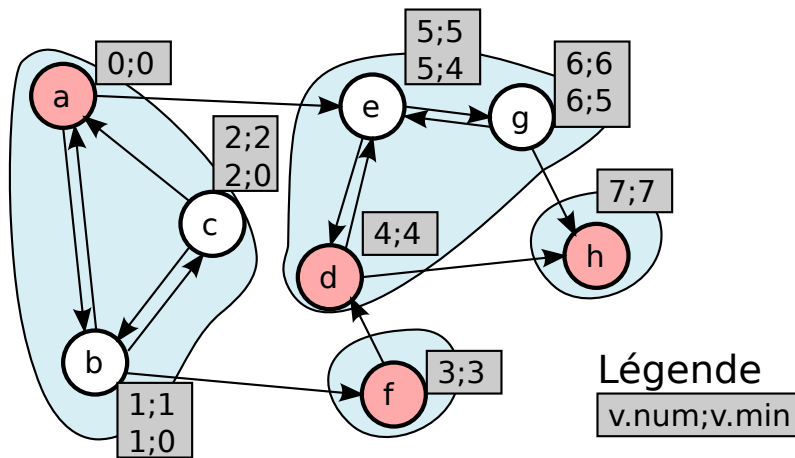 0;0
a
5;5
5;4
e
6;6
6;5
g
2;2
2;0
c
7;7
4;4
h
d
b
1;1
1;0
3;3
f
Légende
v.num;v.min